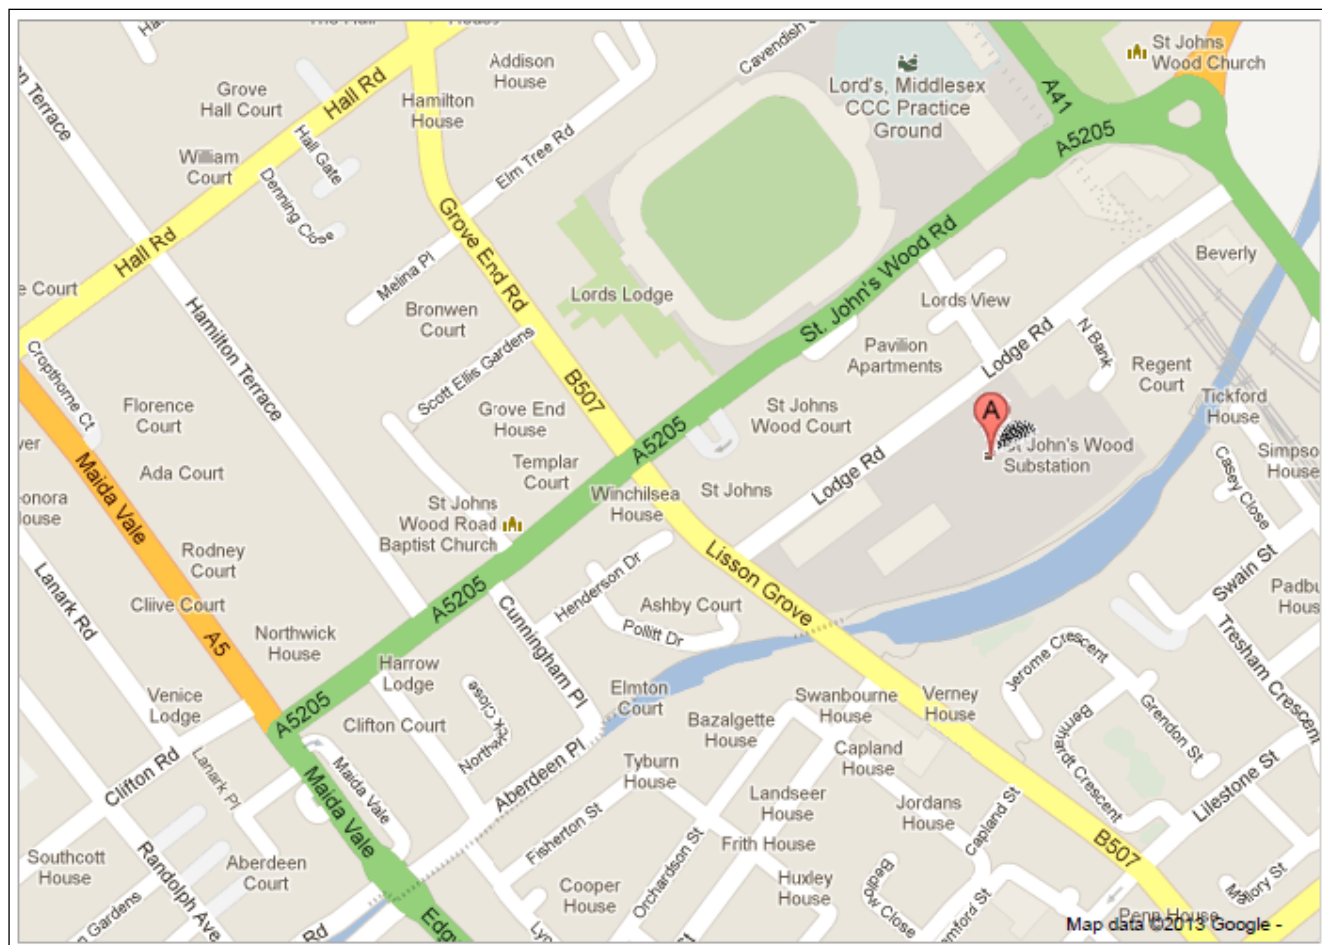 Addison
House
Cavendish
St Johns
Wood Church
Grove
Hall Court
Hall Rd
Hamilton
House
Lord's, Middlesex
CCC Practice
Ground
A41
A5205
Terrace
William
Court
Hall Gate
Denning Close
Elm Tree Rd
Hall Rd
Grove End Rd
Melina Pl
Court
Bronwen
Court
Lords Lodge
St. John's Wood Rd
Lords View
Beverly
Hamilton Terrace
Scott Ellis Gardens
B507
Pavilion
Apartments
Lodge Rd
N Bank
Regent
Court
Tickford
House
Cropthorne Ct
Florence
Court
Grove End
House
A5205
St Johns
Wood Court
A
St John's Wood
Substation
Ada Court
Maida Vale
Templar
Court
Winchilsea
House
St Johns
Lodge Rd
Casey Close
House
St Johns
Wood Road
Baptist Church
Rodney
Court
Lanark Rd
Cliive Court
A5
A5205
Cunningham Pl
Henderson Dr
Ashby Court
Pollitt Dr
Lisson Grove
Swain St
Tresham Crescent
Northwick
House
Harrow
Lodge
Venice
Lodge
A5205
Clifton Court
Northwick Close
Elmton
Court
Bazalgette
House
Swanbourne
House
Verney
House
Jerome Crescent
Bernhardt Crescent
Grendon St
Clifton Rd
Lanark Pl
Maida Vale
Maida Vale
Aberdeen Pl
Tyburn
House
Capland
House
Landseer
House
Jordans
House
Capland St
Lilestone St
Fisherton St
Orchardson St
Frith House
B507
Southcott
House
Randolph Ave
Aberdeen
Court
Cooper
House
Huxley
House
Bedlow Close
Mallory St
Gardens
Rd
Penn House
Map data ©2013 Google -